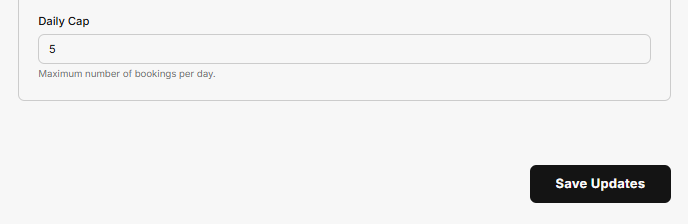 Daily Cap
5
Maximum number of bookings per day.
Save Updates